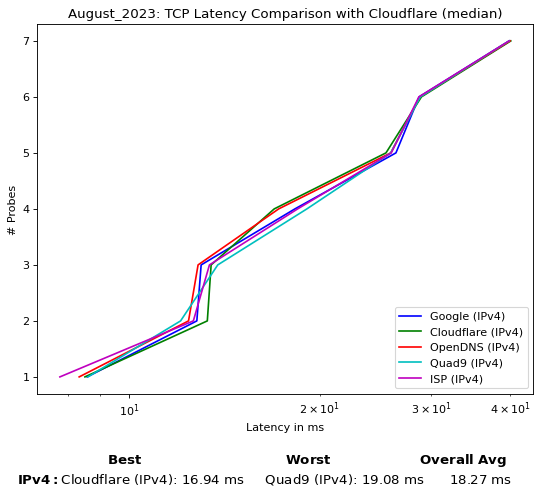 August_2023: TCP Latency Comparison with Cloudflare (median)
# Probes
7
6
5
4
3
2
1
Google (IPv4)
Cloudflare (IPv4)
OpenDNS (IPv4)
Quad9 (IPv4)
ISP (IPv4)
10¹ 2 × 10¹ 3 × 10¹ 4 × 10¹
Latency in ms
Best Worst Overall Avg
IPv4: Cloudflare (IPv4): 16.94 ms Quad9 (IPv4): 19.08 ms 18.27 ms